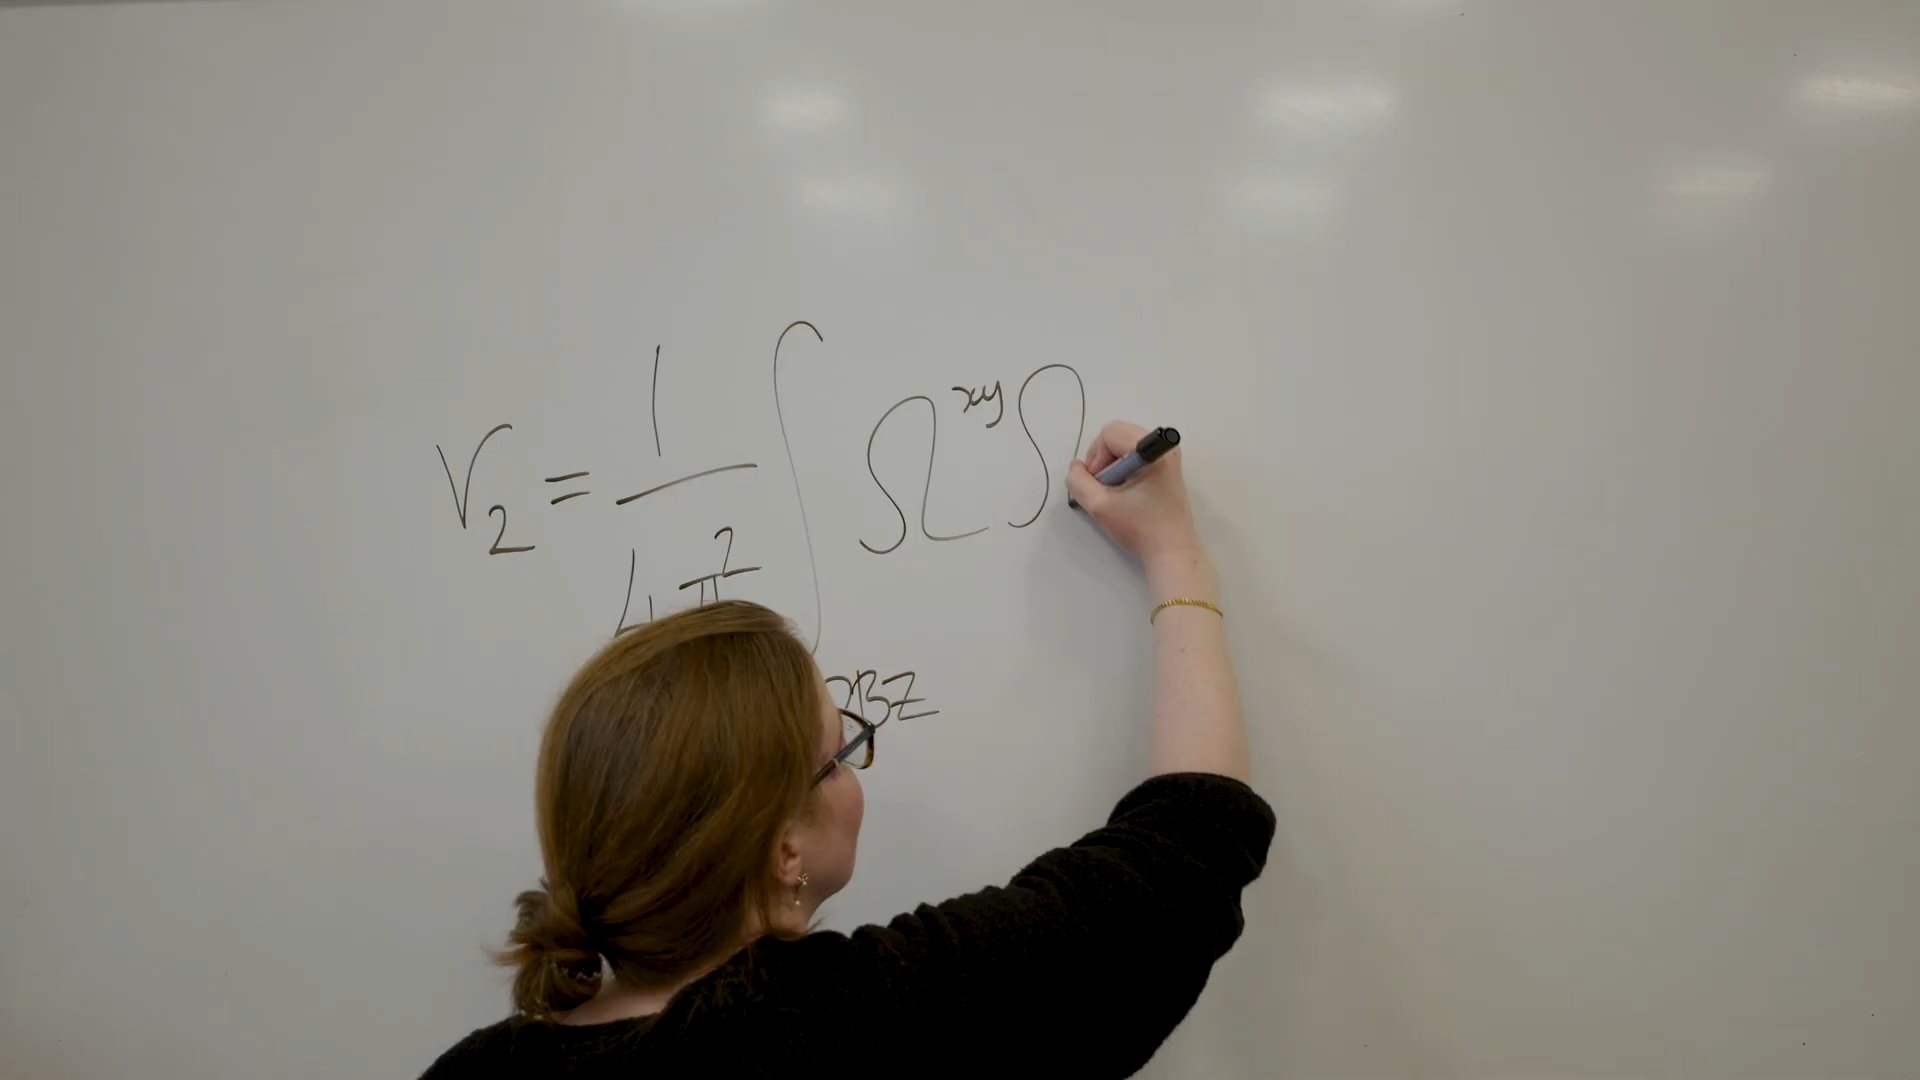 V₂ = 1/4π² ∫ Ω^xy Ω
BZ